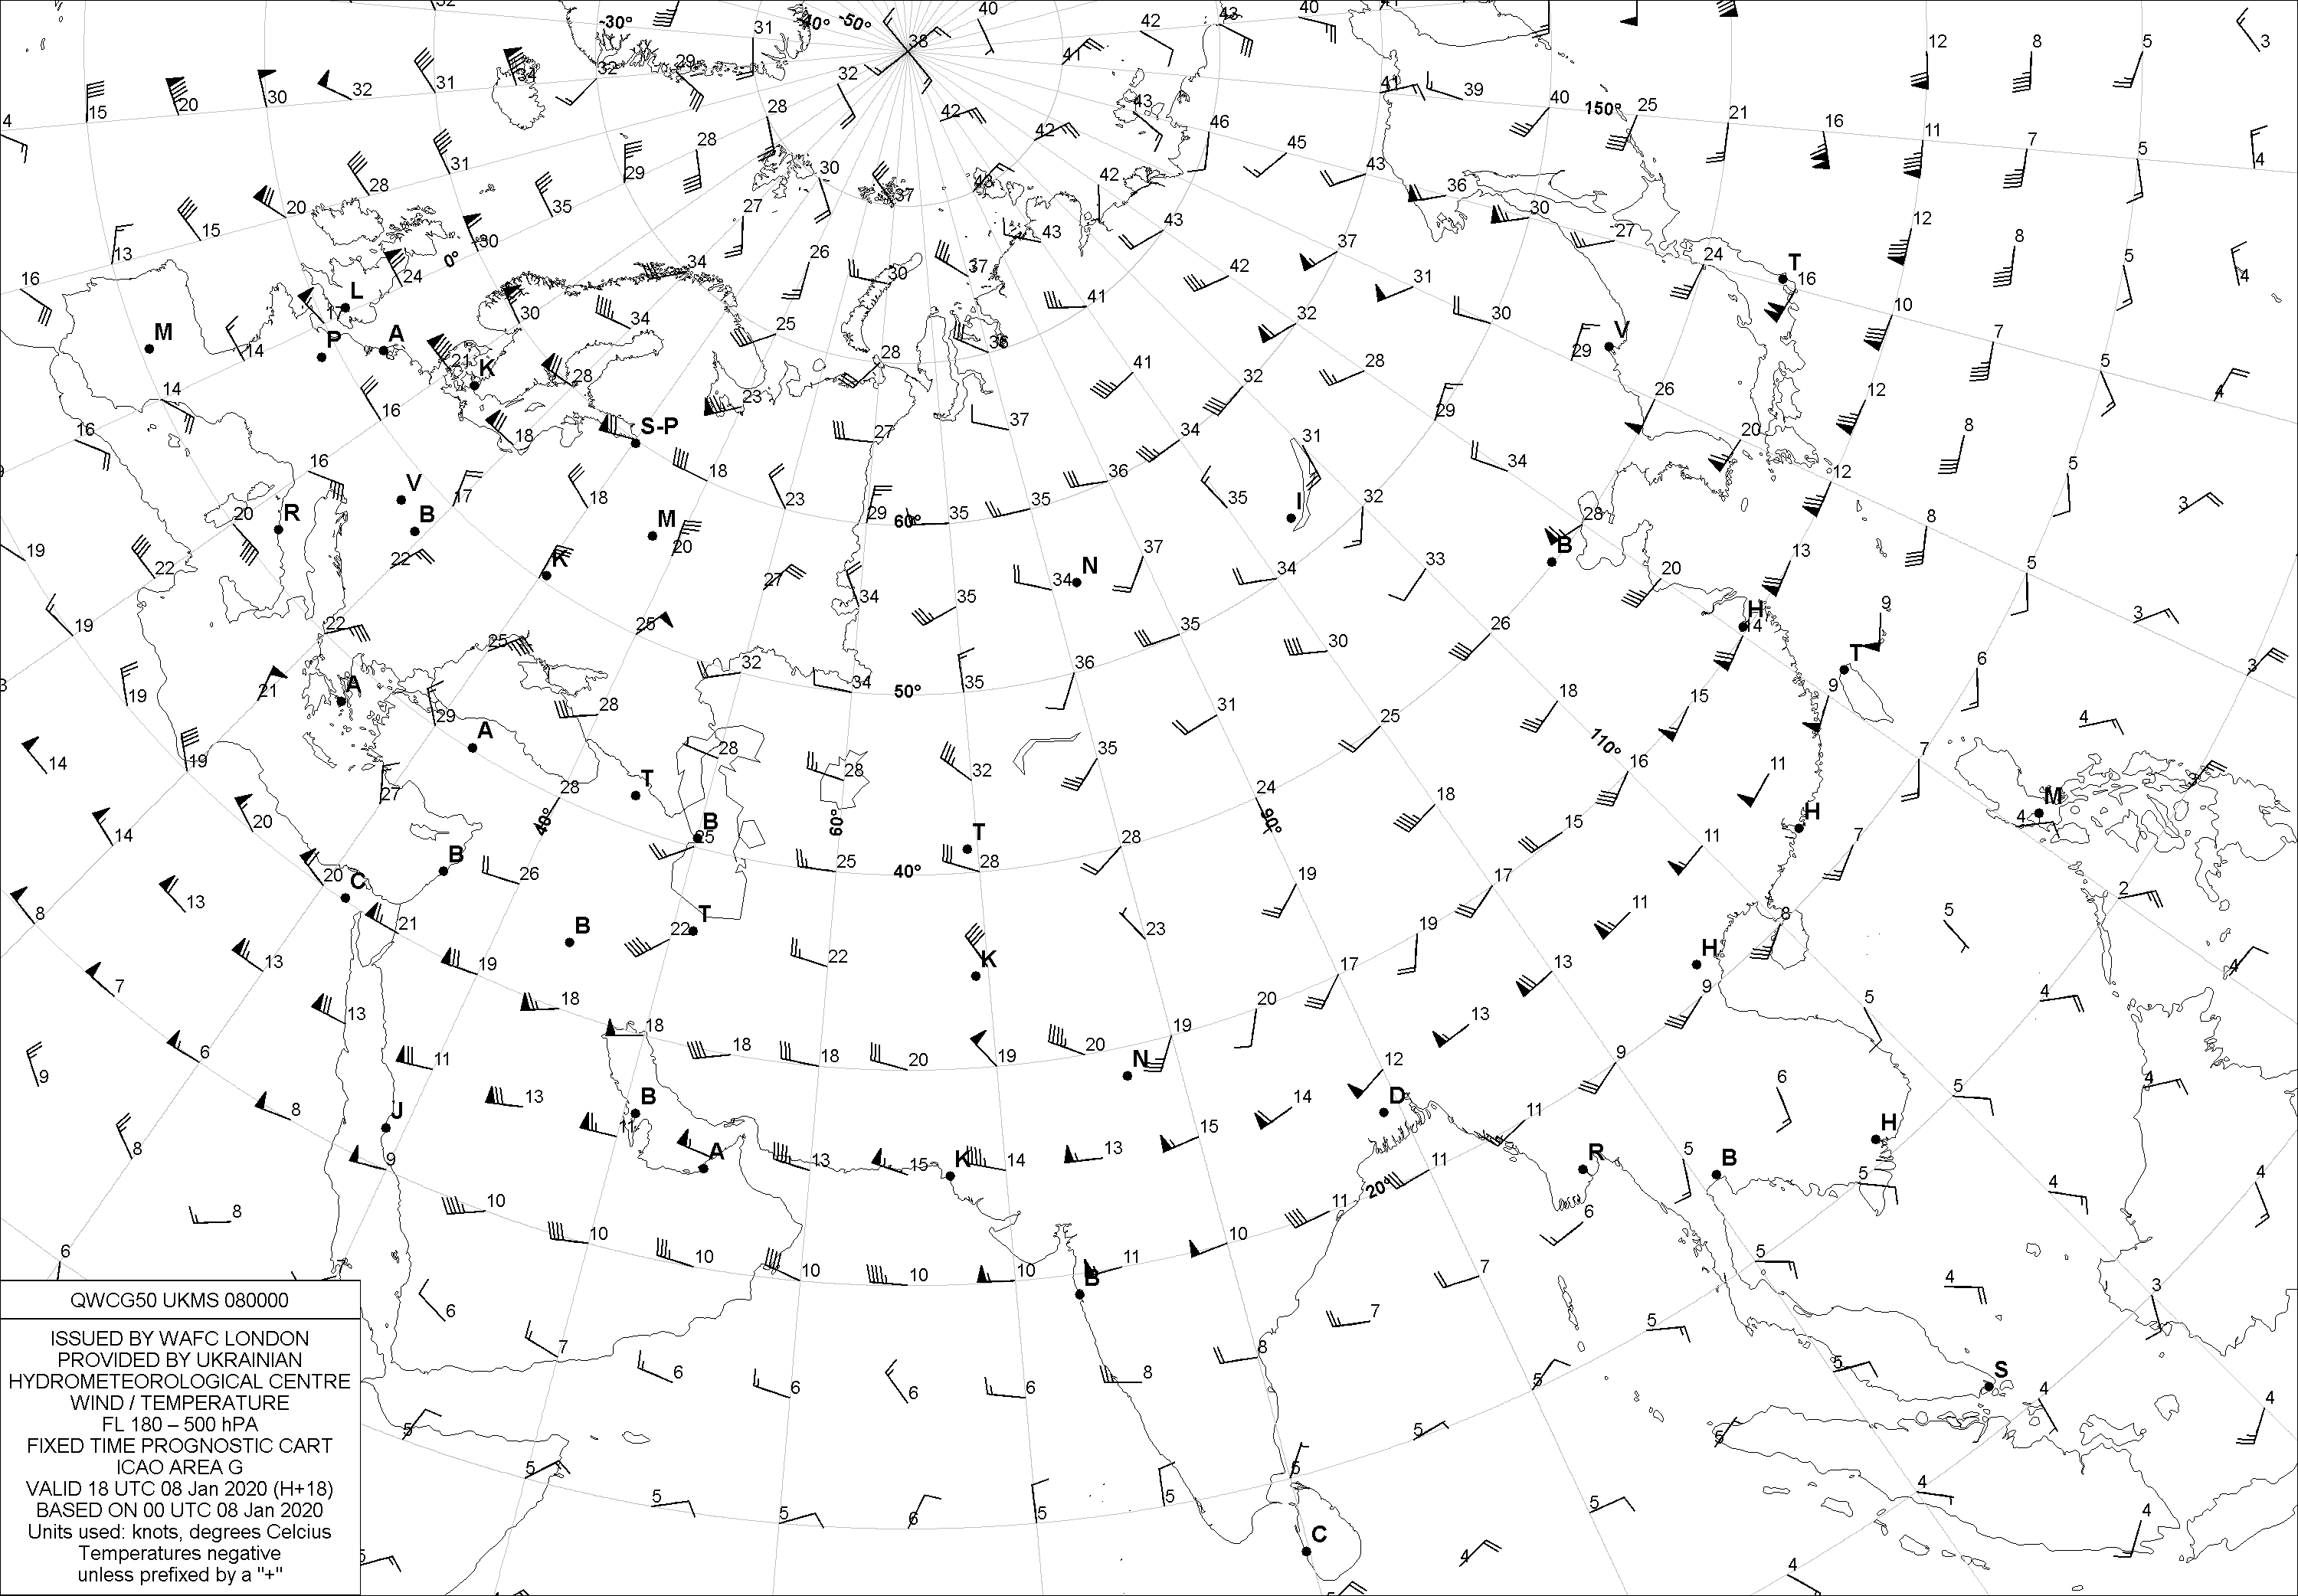 32 -30° 40° -50° 40 43 40 41
31 42 12 8 5 3
38
32 34 31 29 32 32 41 41 39 40 150° 25 21
15 20 30 32 28 42 43 42 46 45 16 11 7 5 4
4 31 28 29 30 37 43 42 43 36
28 35 27 43 43 30 27 12
20 15 13 30 0° 34 26 37 24 8 5 4
16 24 30 37 41 42 31 T 16
L 17 30 34 25 32 30 10
M P A 14 21 K 28 28 36 V 29 7
14 16 23 41 32 28 26 12 5 4
16 18 S-P 27 37 34 29 20 8
16 V 17 18 18 23 36 31 34 12 5
20 R B M 20 29 60° 35 35 35 I 32 28 8 3
19 22 22 K 27 34 34 N 37 34 33 B 20 13 5
19 22 25 25 35 35 30 26 H 14 9 3
19 21 A 32 34 50° 35 36 T 6 3
29 28 31 25 18 15 9 4
14 19 A 28 28 32 35 110° 16 11 7
27 28 T 40° 60° 24 90° 18 M 3
14 20 B 25 T 28 15 H 4
20 C B 26 25 40° 28 19 17 11 7 2
8 13 21 B 22 T 23 19 11 8 5
7 13 19 22 K 17 13 H 9 4 4
13 18 18 18 18 20 19 20 19 20 13 5
9 6 11 N 12 9 6 4
8 J 13 B 11 14 D 11 5
8 9 A 13 15 K 14 13 15 11 20° R 5 B H
8 10 10 10 10 10 10 B 11 10 11 6 5 4 4
6 6 7 5 4 3
QWCG50 UKMS 080000
ISSUED BY WAFC LONDON
PROVIDED BY UKRAINIAN
HYDROMETEOROLOGICAL CENTRE
WIND / TEMPERATURE
FL 180 – 500 hPA
FIXED TIME PROGNOSTIC CART
ICAO AREA G
VALID 18 UTC 08 Jan 2020 (H+18)
BASED ON 00 UTC 08 Jan 2020
Units used: knots, degrees Celcius
Temperatures negative
unless prefixed by a "+"
7 6 6 6 6 8 8 7 5 5 S 4 4
5 5 5 5 6 5 5 5 5 5 4
C 4 4 4